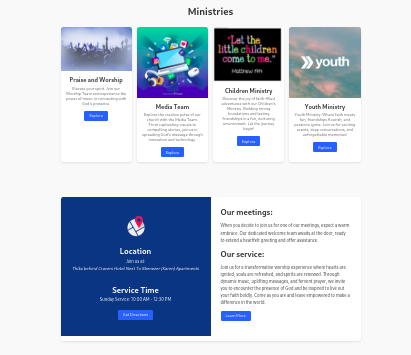 Ministries
Praise and Worship
Elevate your spirit. Join our
Worship Team and experience the
power of music in connecting with
God's presence.
Explore
Media Team
Explore the creative pulse of our
church with the Media Team.
From captivating visuals to
compelling stories, join us in
spreading God's message through
innovation and technology.
Explore
"Let the
little children
come to me."
Matthew 19:14
Children Ministry
Discover the joy of faith-filled
adventures with our Children's
Ministry. Building strong
foundations and lasting
friendships in a fun, nurturing
environment. Let the journey
begin!
Explore
youth
Youth Ministry
Youth Ministry: Where faith meets
fun, friendships flourish, and
passions ignite. Join us for exciting
events, deep conversations, and
unforgettable memories!
Explore
Location
Join us at:
Thika behind Cravers Hotel Next To Ebenezer (Karen) Apartments
Service Time
Sunday Service: 10:00 AM - 12:30 PM
Get Directions
Our meetings:
When you decide to join us for one of our meetings, expect a warm
embrace. Our dedicated welcome team awaits at the door, ready
to extend a heartfelt greeting and offer assistance.
Our service:
Join us for a transformative worship experience where hearts are
ignited, souls are refreshed, and spirits are renewed. Through
dynamic music, uplifting messages, and fervent prayer, we invite
you to encounter the presence of God and be inspired to live out
your faith boldly. Come as you are and leave empowered to make a
difference in the world.
Learn More